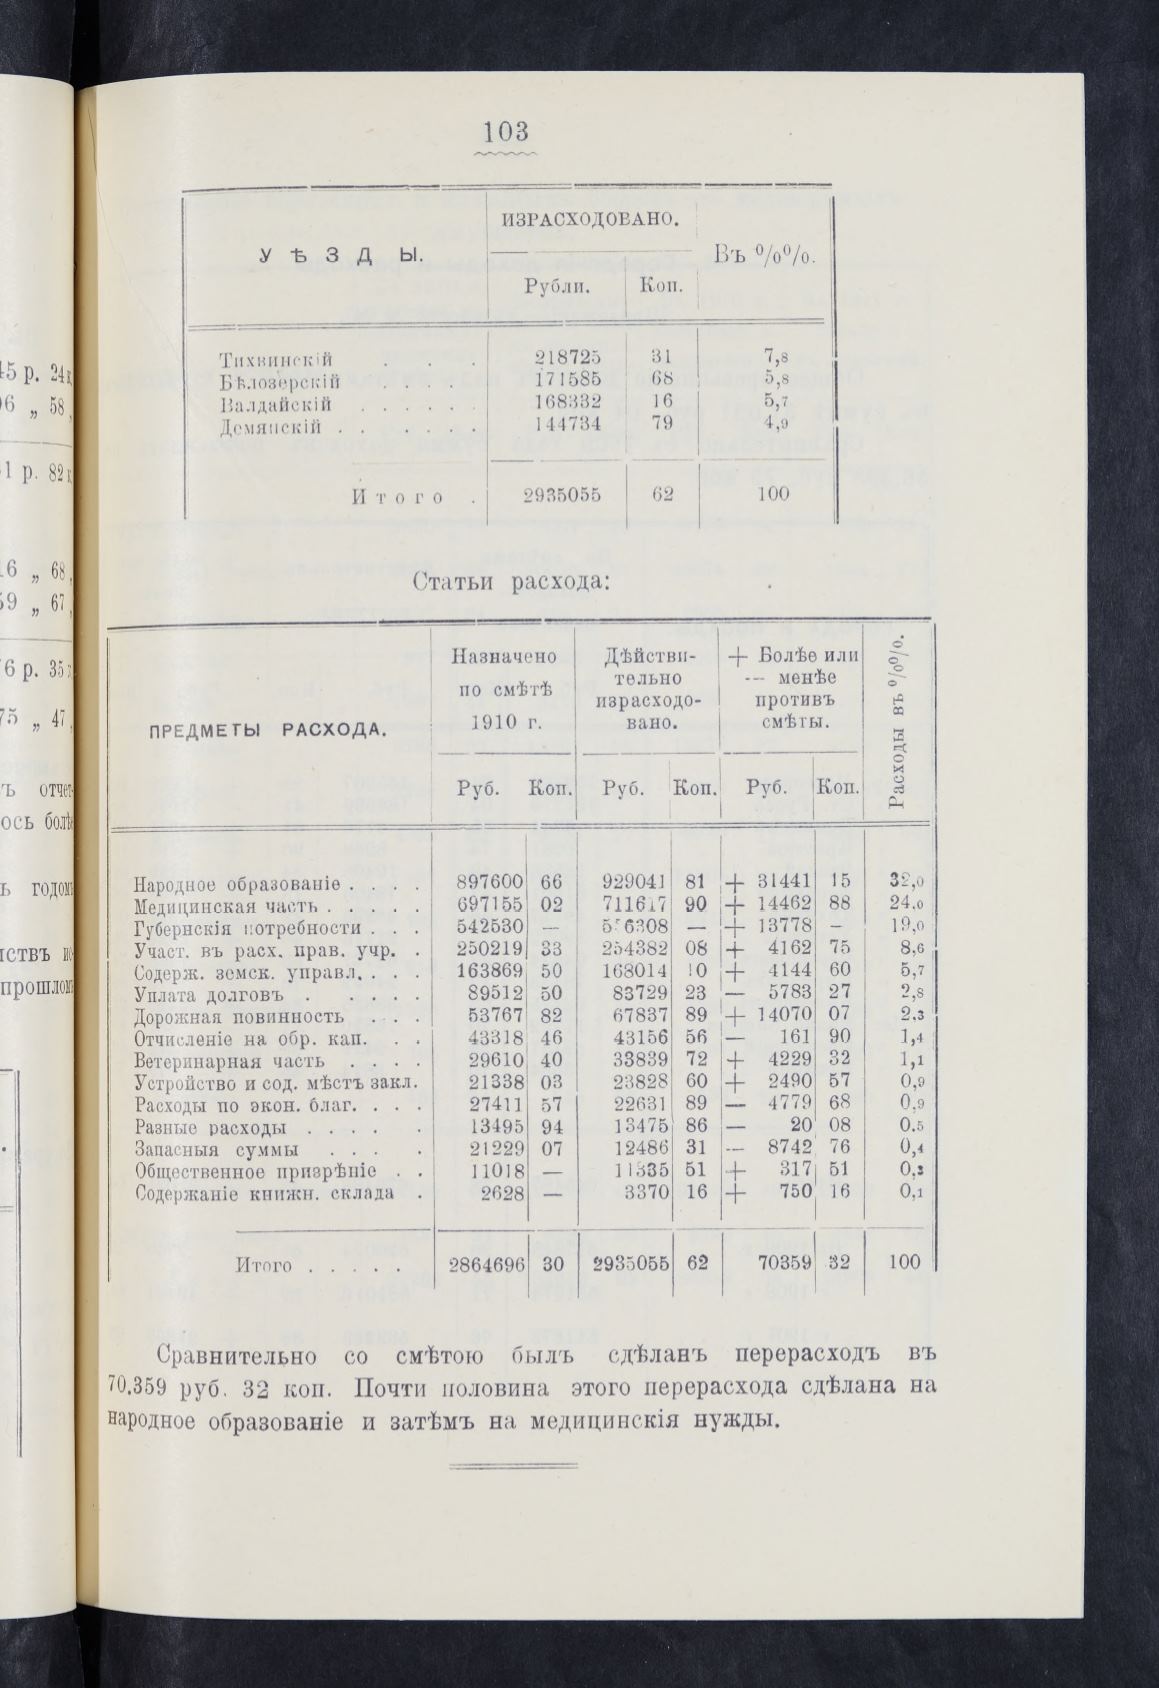 103
У Ѣ З Д Ы.
ИЗРАСХОДОВАНО.
Въ %%.
Рубли. Коп.
Тихвинскій . . 218725 31 7,8
Бѣлозерскій . . . . 171585 68 5,8
Валдайскій . . . . . . 168332 16 5,7
Демянскій . . . . . . . 144734 79 4,9
Итого . 2935055 62 100
Статьи расхода:
ПРЕДМЕТЫ РАСХОДА.
Назначено
по смѣтѣ
1910 г.
Дѣйстви-
тельно
израсходо-
вано.
+ Болѣе или
— менѣе
противъ
смѣты.
Расходы въ %%.
Руб. Коп. Руб. Коп. Руб. Коп.
Народное образованіе . . . . 897600 66 929041 81 + 31441 15 32,0
Медицинская часть . . . . . 697155 02 711617 90 + 14462 88 24,0
Губернскія потребности . . . 542530 — 556308 — + 13778 — 19,0
Участ. въ расх. прав. учр. . 250219 33 254382 08 + 4162 75 8,6
Содерж. земск. управл. . . . 163869 50 168014 10 + 4144 60 5,7
Уплата долговъ . . . . . 89512 50 83729 23 — 5783 27 2,8
Дорожная повинность . . . 53767 82 67837 89 + 14070 07 2,3
Отчисленіе на обр. кап. . . 43318 46 43156 56 — 161 90 1,4
Ветеринарная часть . . . . 29610 40 33839 72 + 4229 32 1,1
Устройство и сод. мѣстъ закл. 21338 03 23828 60 + 2490 57 0,9
Расходы по экон. благ. . . . 27411 57 22631 89 — 4779 68 0,9
Разные расходы . . . . . 13495 94 13475 86 — 20 08 0,5
Запасныя суммы . . . . 21229 07 12486 31 — 8742 76 0,4
Общественное призрѣніе . . 11018 — 11335 51 + 317 51 0,3
Содержаніе книжн. склада . 2628 — 3370 16 + 750 16 0,1
Итого . . . . . 2864696 30 2935055 62 70359 32 100
Сравнительно со смѣтою былъ сдѣланъ перерасходъ въ
70.359 руб. 32 коп. Почти половина этого перерасхода сдѣлана на
народное образованіе и затѣмъ на медицинскія нужды.